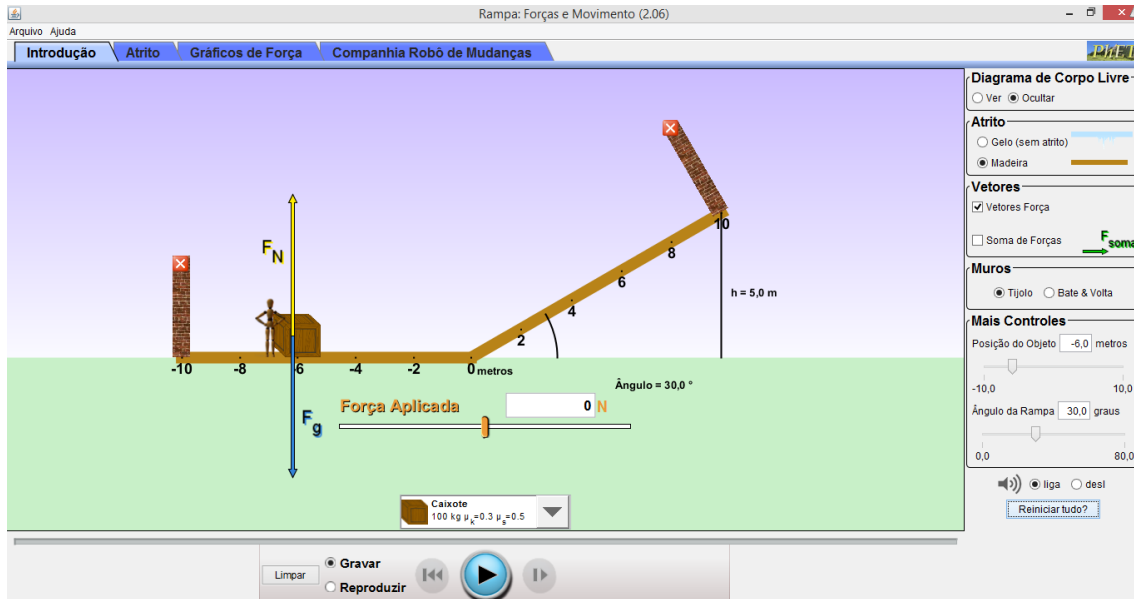 Rampa: Forças e Movimento (2.06)
Arquivo Ajuda
Introdução Atrito Gráficos de Força Companhia Robô de Mudanças
PhET
Diagrama de Corpo Livre
Ver Ocultar
Atrito
Gelo (sem atrito)
Madeira
Vetores
Vetores Força
Soma de Forças F soma
Muros
Tijolo Bate & Volta
Mais Controles
Posição do Objeto -6,0 metros
-10,0 10,0
Ângulo da Rampa 30,0 graus
0,0 80,0
liga desl
Reiniciar tudo?
10
8
6
4
2
h = 5,0 m
F N
-10 -8 -6 -4 -2 0 metros
Ângulo = 30,0 °
F g
Força Aplicada 0 N
Caixote
100 kg μk=0.3 μs=0.5
Limpar
Gravar
Reproduzir